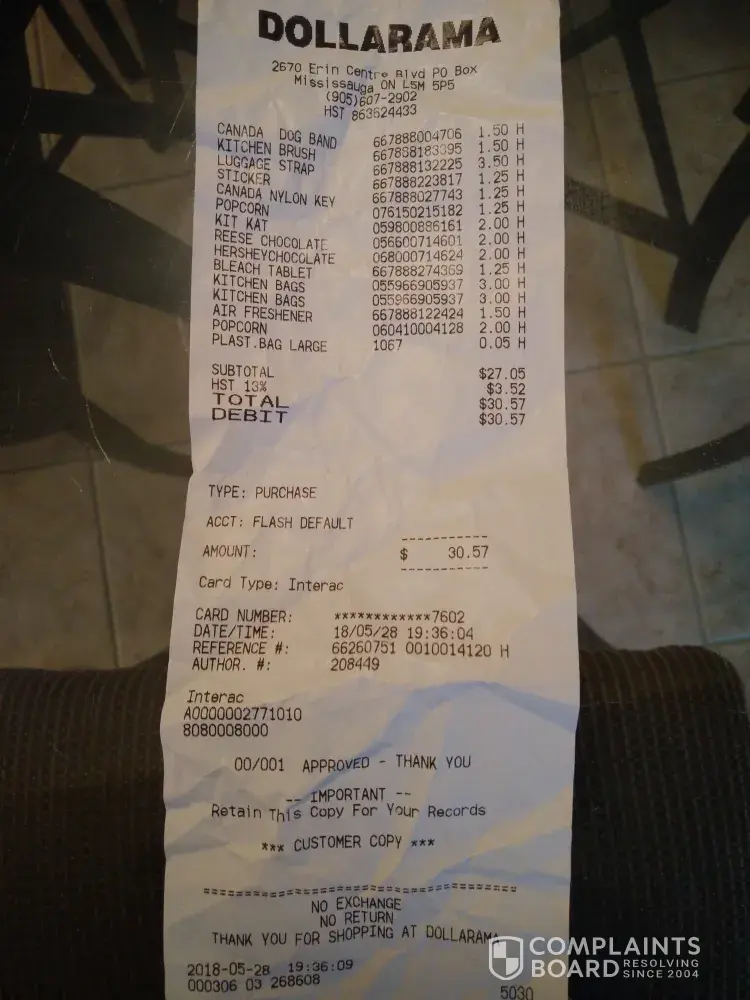 DOLLARAMA
2670 Erin Centre Blvd PO Box
Mississauga ON L5M 5P5
(905)607-2902
HST 863624433
CANADA DOG BAND 667888004706 1.50 H
KITCHEN BRUSH 667888183395 1.50 H
LUGGAGE STRAP 667888132225 3.50 H
STICKER 667888223817 1.25 H
CANADA NYLON KEY 667888027743 1.25 H
POPCORN 076150215182 1.25 H
KIT KAT 059800886161 2.00 H
REESE CHOCOLATE 056600714601 2.00 H
HERSHEYCHOCOLATE 068000714624 2.00 H
BLEACH TABLET 667888274369 1.25 H
KITCHEN BAGS 055966905937 3.00 H
KITCHEN BAGS 055966905937 3.00 H
AIR FRESHENER 667888122424 1.50 H
POPCORN 060410004128 2.00 H
PLAST.BAG LARGE 1067 0.05 H
SUBTOTAL $27.05
HST 13% $3.52
TOTAL $30.57
DEBIT $30.57
TYPE: PURCHASE
ACCT: FLASH DEFAULT
AMOUNT: $ 30.57
Card Type: Interac
CARD NUMBER: ************7602
DATE/TIME: 18/05/28 19:36:04
REFERENCE #: 66260751 0010014120 H
AUTHOR. #: 208449
Interac
A0000002771010
8080008000
00/001 APPROVED - THANK YOU
-- IMPORTANT --
Retain This Copy For Your Records
*** CUSTOMER COPY ***
NO EXCHANGE
NO RETURN
THANK YOU FOR SHOPPING AT DOLLARAMA
2018-05-28 19:36:09
000306 03 268608 5030
COMPLAINTS
BOARD RESOLVING SINCE 2004